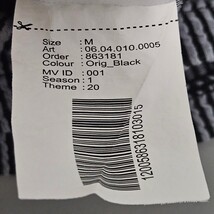 Size : M
Art : 06.04.010.0005
Order : 863181
Colour : Orig_Black
MV ID : 001
Season : 1
Theme : 20
1200586318103015